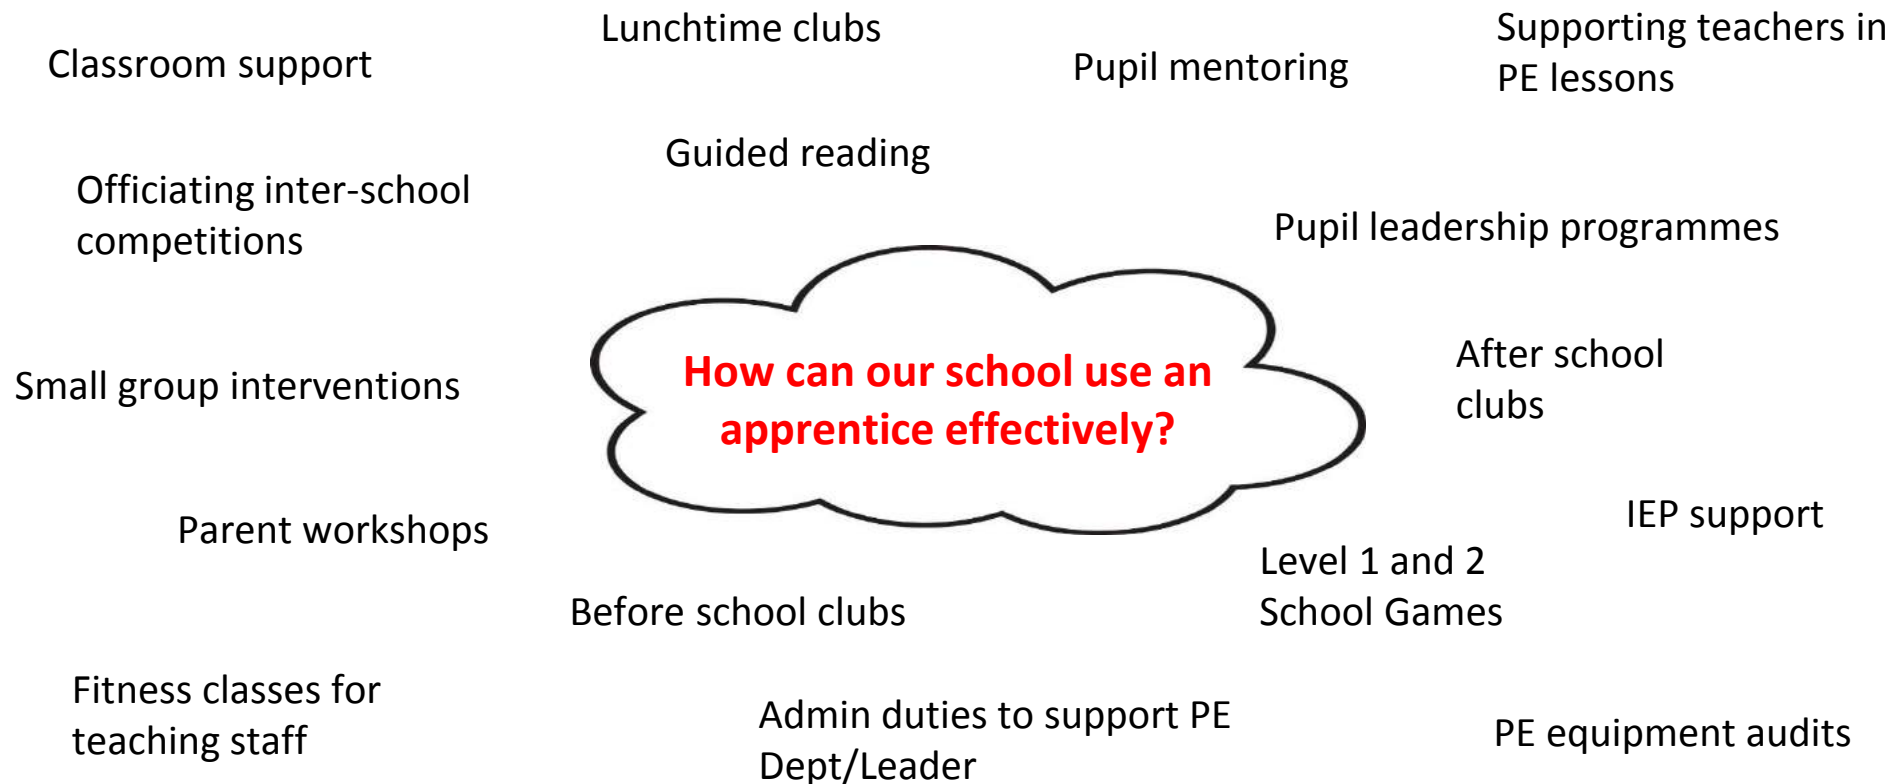 Lunchtime clubs
Supporting teachers in
PE lessons
Classroom support
Pupil mentoring
Guided reading
Officiating inter-school
competitions
Pupil leadership programmes
How can our school use an
apprentice effectively?
After school
clubs
Small group interventions
Parent workshops
IEP support
Level 1 and 2
School Games
Before school clubs
Fitness classes for
teaching staff
Admin duties to support PE
Dept/Leader
PE equipment audits